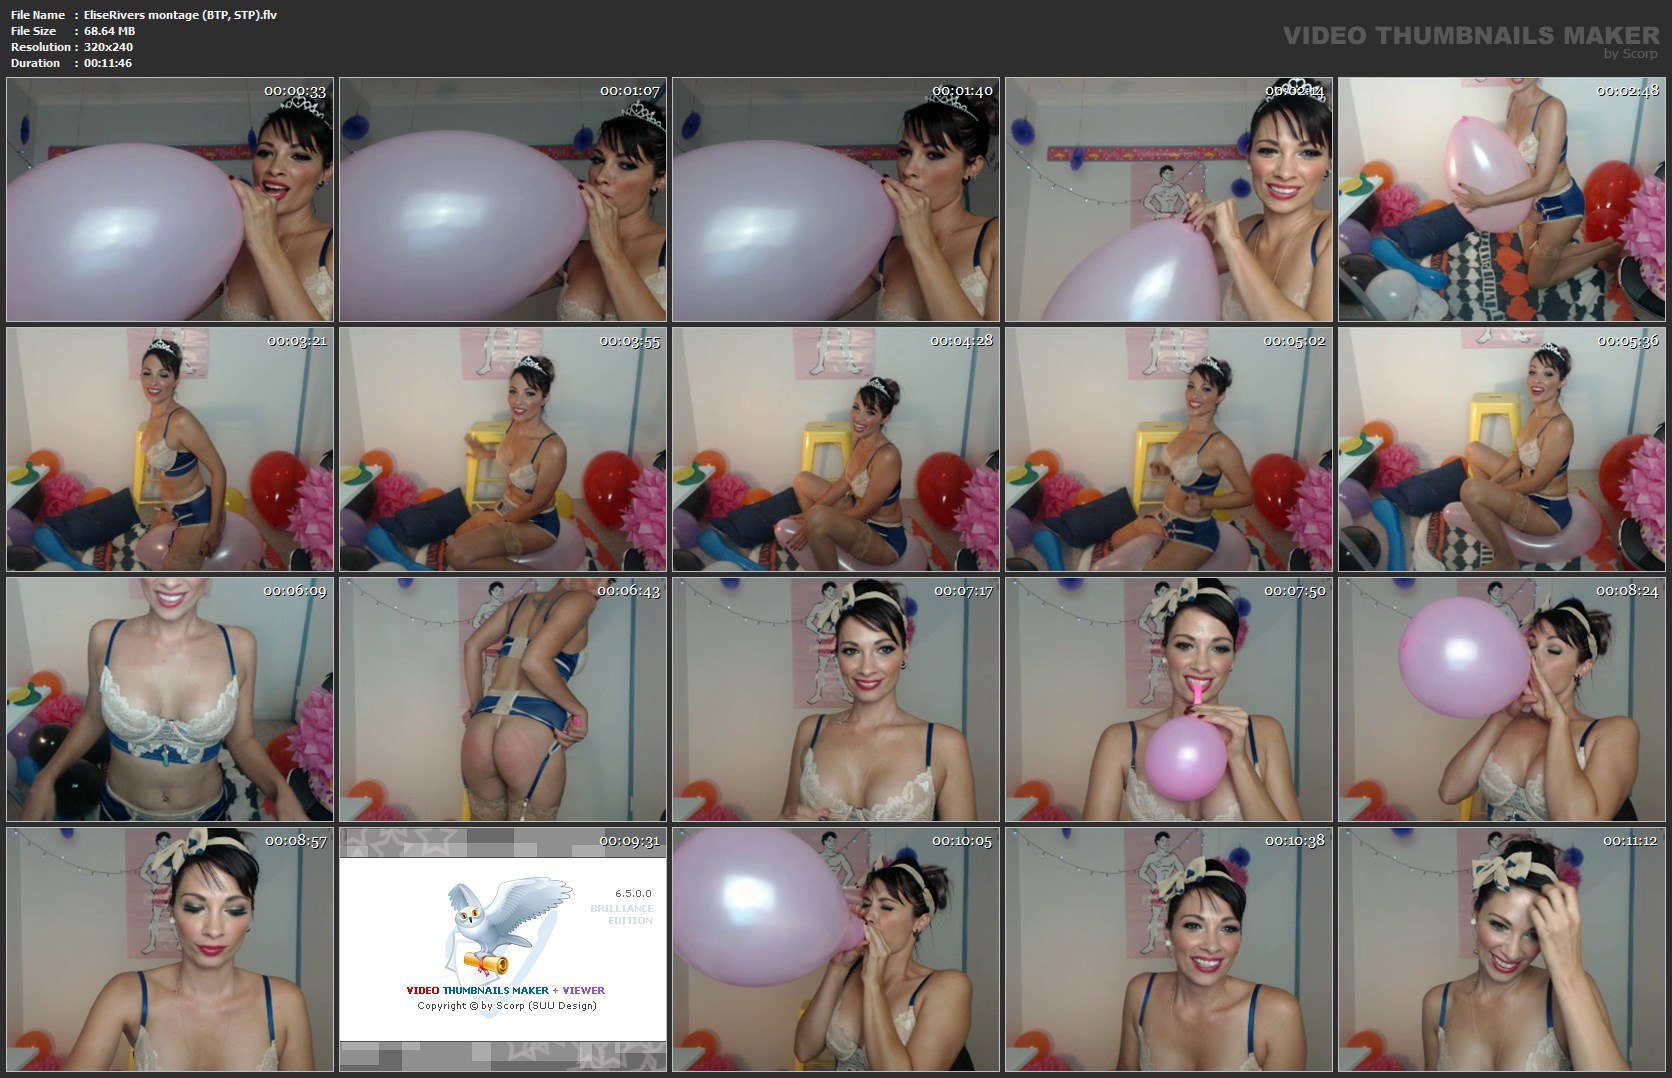 File Name : EliseRivers montage (BTP, STP).flv
File Size : 68.64 MB
Resolution : 320x240
Duration : 00:11:46
VIDEO THUMBNAILS MAKER
by Scorp
00:00:33
00:01:07
00:01:40
00:02:14
00:02:48
00:03:21
00:03:55
00:04:28
00:05:02
00:05:36
00:06:09
00:06:43
00:07:17
00:07:50
00:08:24
00:08:57
00:09:31
6.5.0.0
BRILLIANCE
EDITION
VIDEO THUMBNAILS MAKER + VIEWER
Copyright © by Scorp (SUU Design)
00:10:05
00:10:38
00:11:12